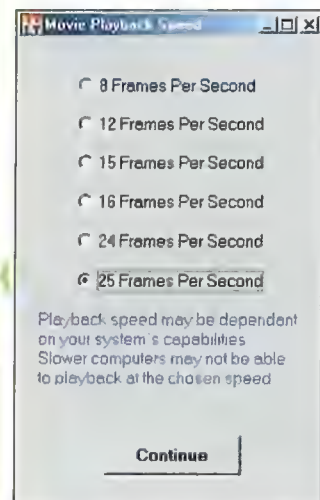 Movie Playback Speed
8 Frames Per Second
12 Frames Per Second
15 Frames Per Second
16 Frames Per Second
24 Frames Per Second
25 Frames Per Second
Playback speed may be dependant
on your system's capabilities
Slower computers may not be able
to playback at the chosen speed
Continue